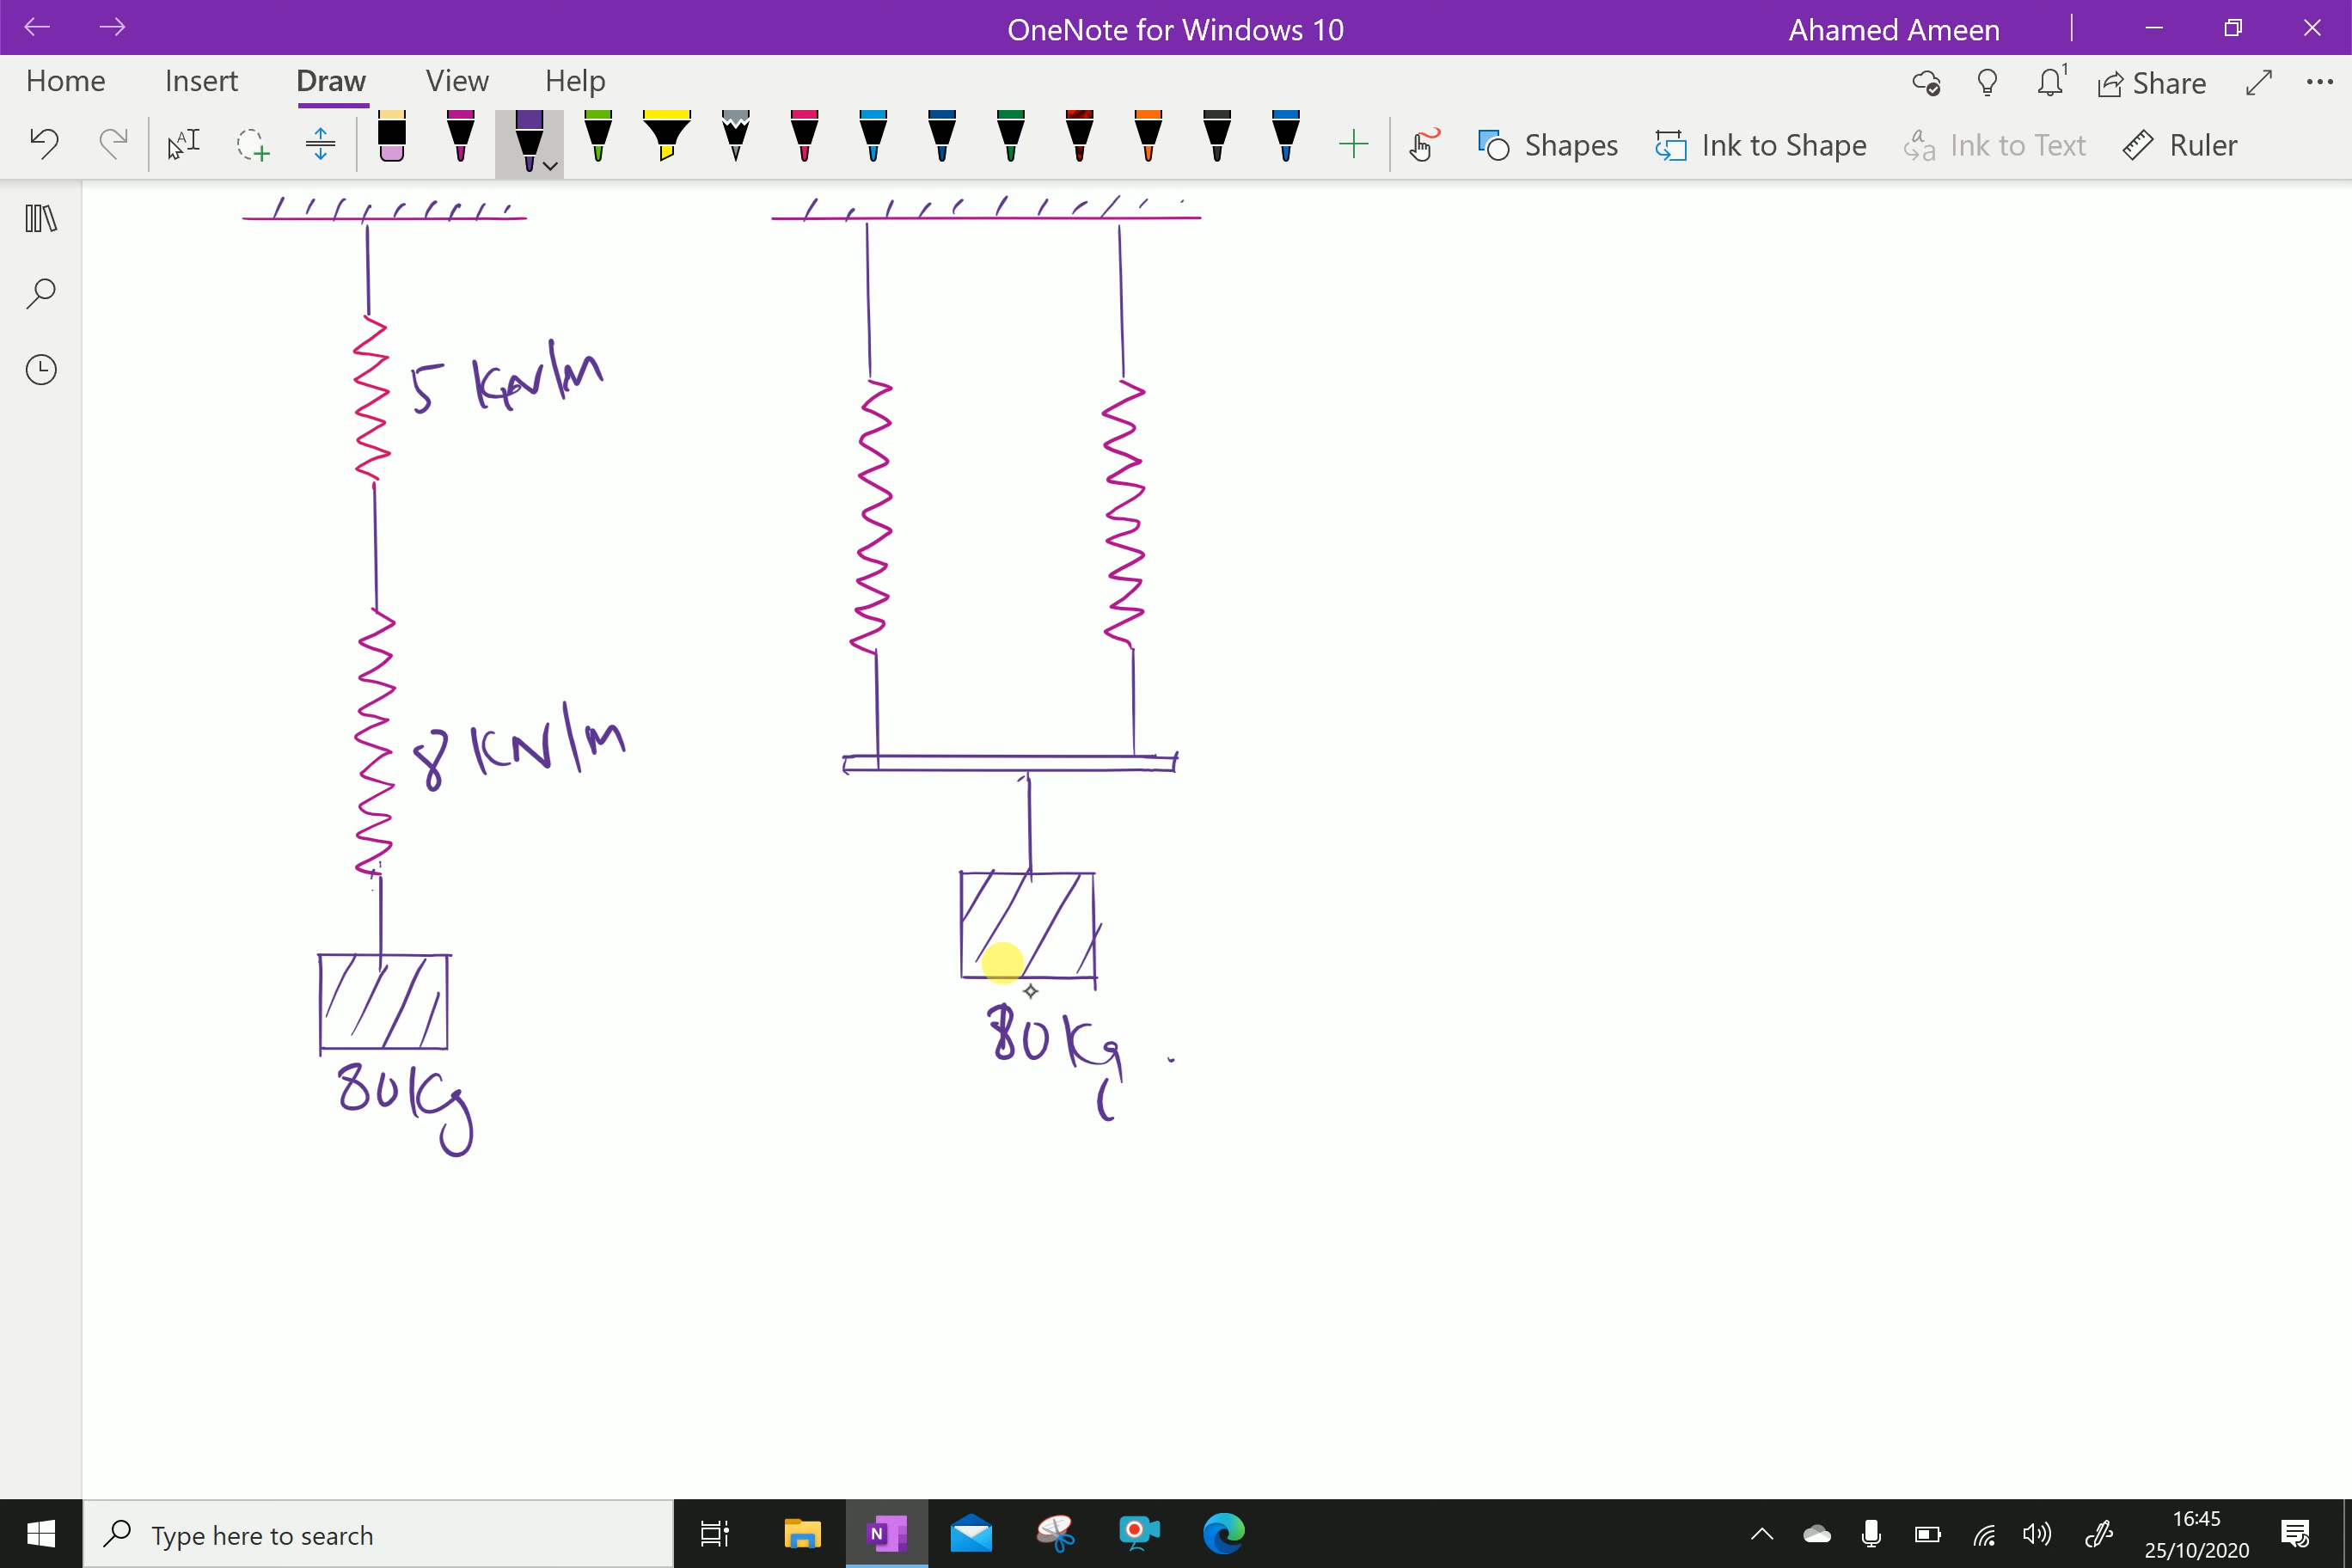 OneNote for Windows 10
Ahamed Ameen
Home Insert Draw View Help
1
Share
Shapes
Ink to Shape
Ink to Text
Ruler
5 KN/m
8 KN/m
80Kg
80Kg
Type here to search
16:45
25/10/2020